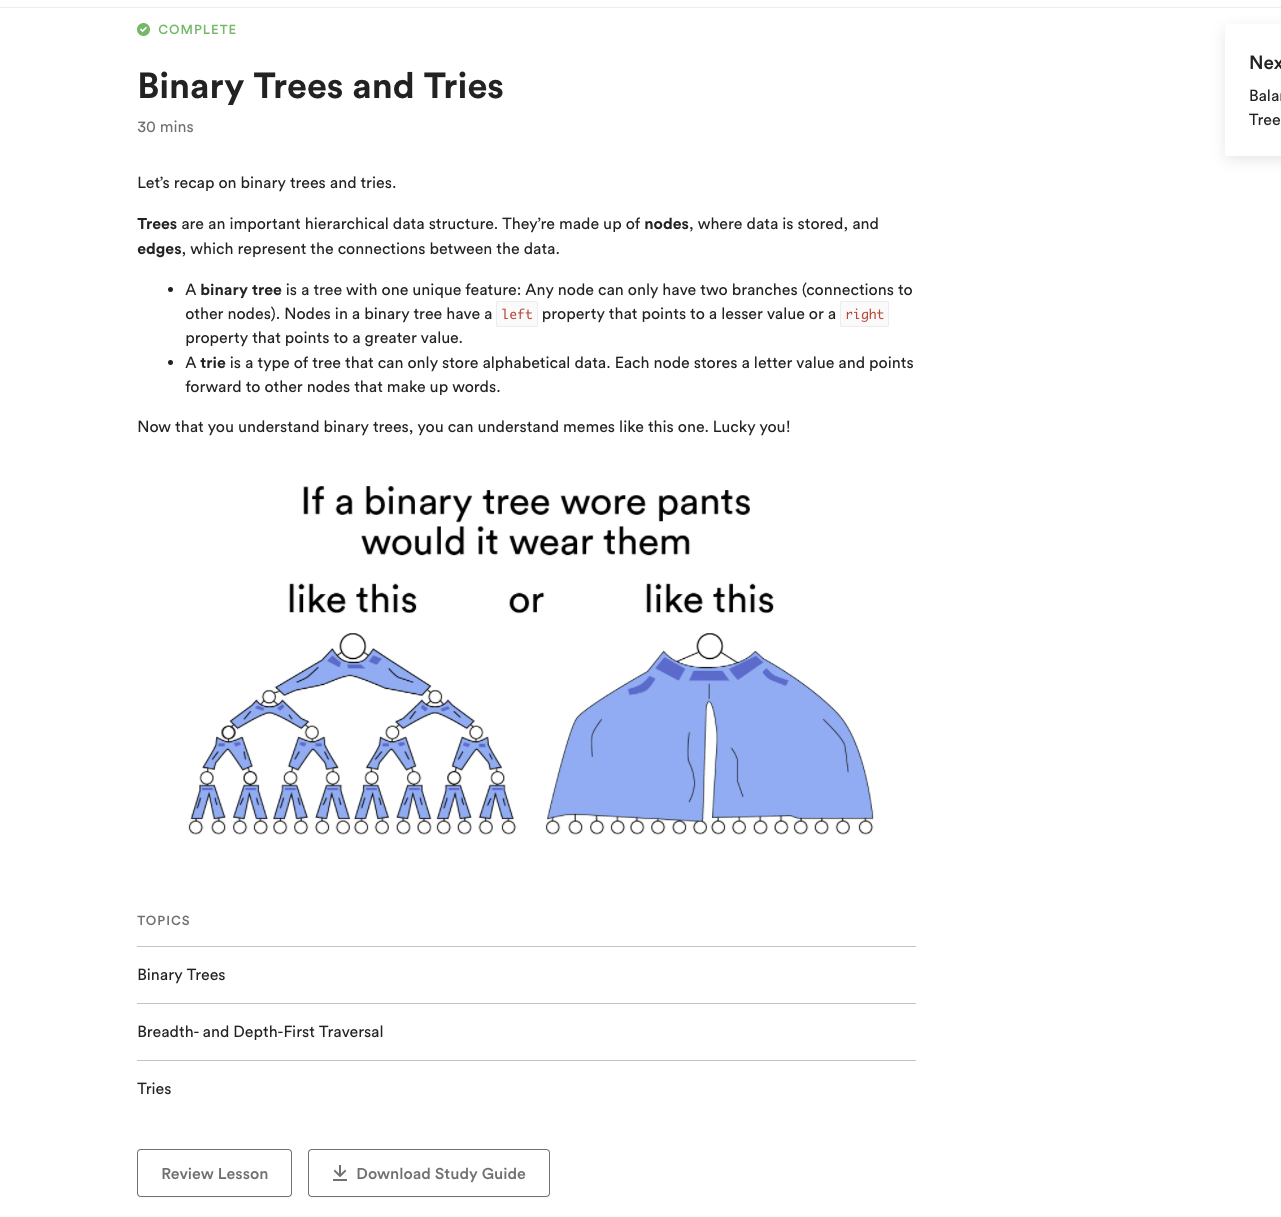 COMPLETE
Binary Trees and Tries
30 mins
Let's recap on binary trees and tries.
Trees are an important hierarchical data structure. They're made up of nodes, where data is stored, and
edges, which represent the connections between the data.
• A binary tree is a tree with one unique feature: Any node can only have two branches (connections to
other nodes). Nodes in a binary tree have a left property that points to a lesser value or a right
property that points to a greater value.
• A trie is a type of tree that can only store alphabetical data. Each node stores a letter value and points
forward to other nodes that make up words.
Now that you understand binary trees, you can understand memes like this one. Lucky you!
If a binary tree wore pants
would it wear them
like this or like this
TOPICS
Binary Trees
Breadth- and Depth-First Traversal
Tries
Review Lesson Download Study Guide
Nex
Bala
Tree